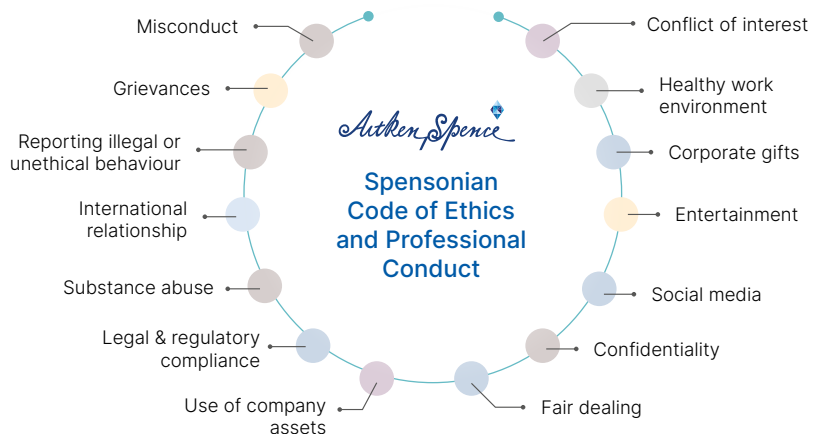 Misconduct
Grievances
Reporting illegal or
unethical behaviour
International
relationship
Substance abuse
Legal & regulatory
compliance
Use of company
assets
Aitken Spence
Spensonian
Code of Ethics
and Professional
Conduct
Conflict of interest
Healthy work
environment
Corporate gifts
Entertainment
Social media
Confidentiality
Fair dealing